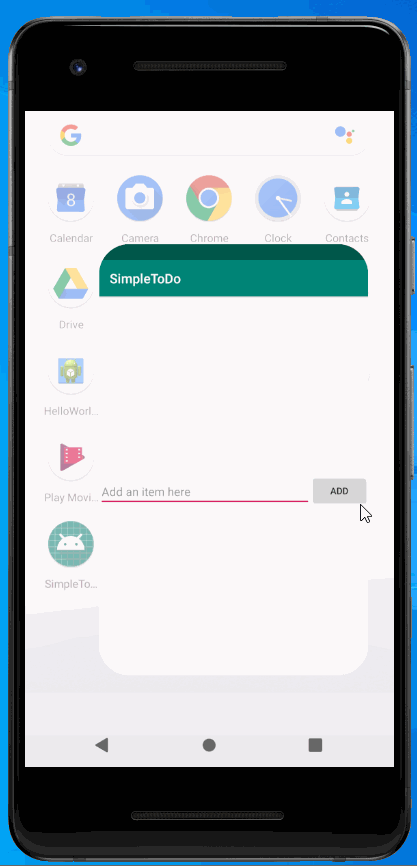 8
Calendar Camera Chrome Clock Contacts
SimpleToDo
Drive
HelloWorl...
Play Movi...
Add an item here ADD
SimpleTo...